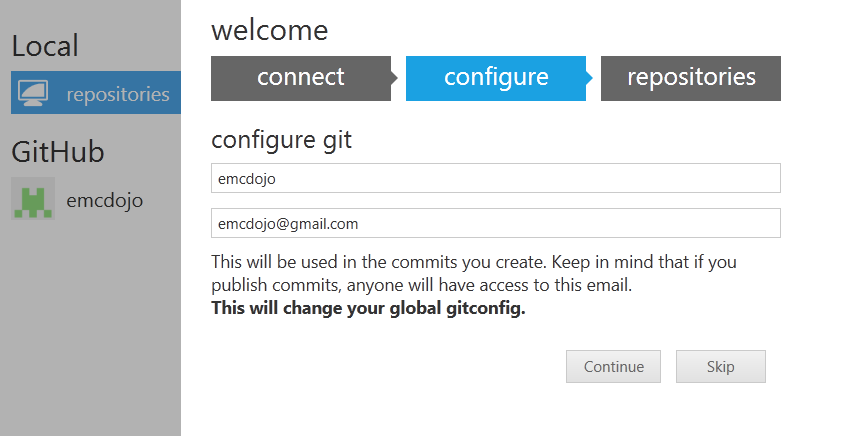 Local
repositories
GitHub
emcdojo
welcome
connect
configure
repositories
configure git
emcdojo
emcdojo@gmail.com
This will be used in the commits you create. Keep in mind that if you
publish commits, anyone will have access to this email.
This will change your global gitconfig.
Continue
Skip